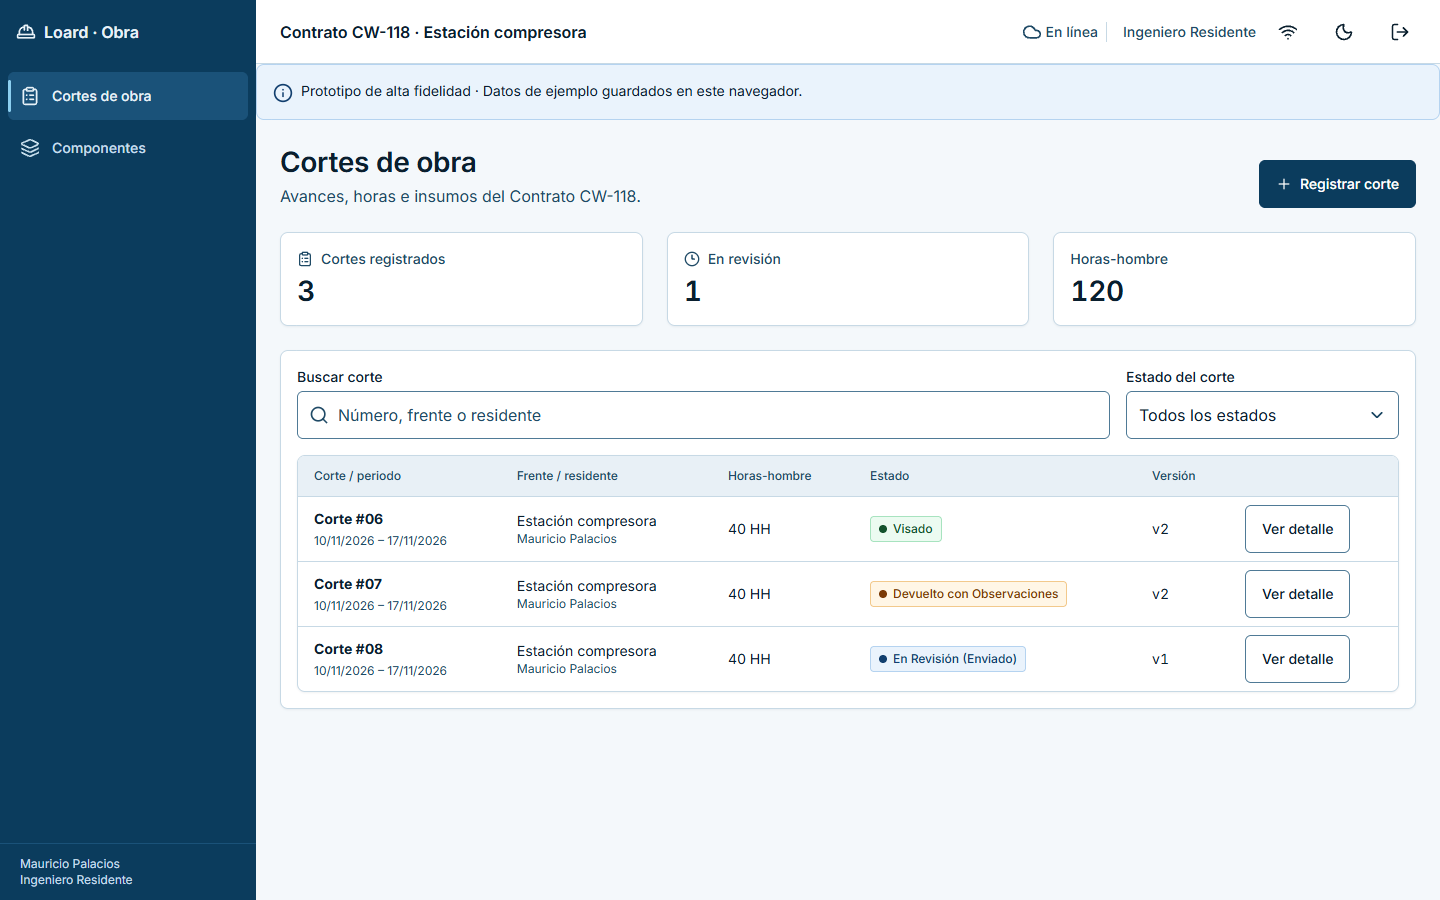 Loard · Obra
Contrato CW-118 · Estación compresora
En línea
Ingeniero Residente
Cortes de obra
Componentes
Prototipo de alta fidelidad · Datos de ejemplo guardados en este navegador.
Cortes de obra
Avances, horas e insumos del Contrato CW-118.
Registrar corte
Cortes registrados
3
En revisión
1
Horas-hombre
120
Buscar corte
Número, frente o residente
Estado del corte
Todos los estados
Corte / periodo Frente / residente Horas-hombre Estado Versión
Corte #06
10/11/2026 – 17/11/2026
Estación compresora
Mauricio Palacios
40 HH
Visado
v2
Ver detalle
Corte #07
10/11/2026 – 17/11/2026
Estación compresora
Mauricio Palacios
40 HH
Devuelto con Observaciones
v2
Ver detalle
Corte #08
10/11/2026 – 17/11/2026
Estación compresora
Mauricio Palacios
40 HH
En Revisión (Enviado)
v1
Ver detalle
Mauricio Palacios
Ingeniero Residente